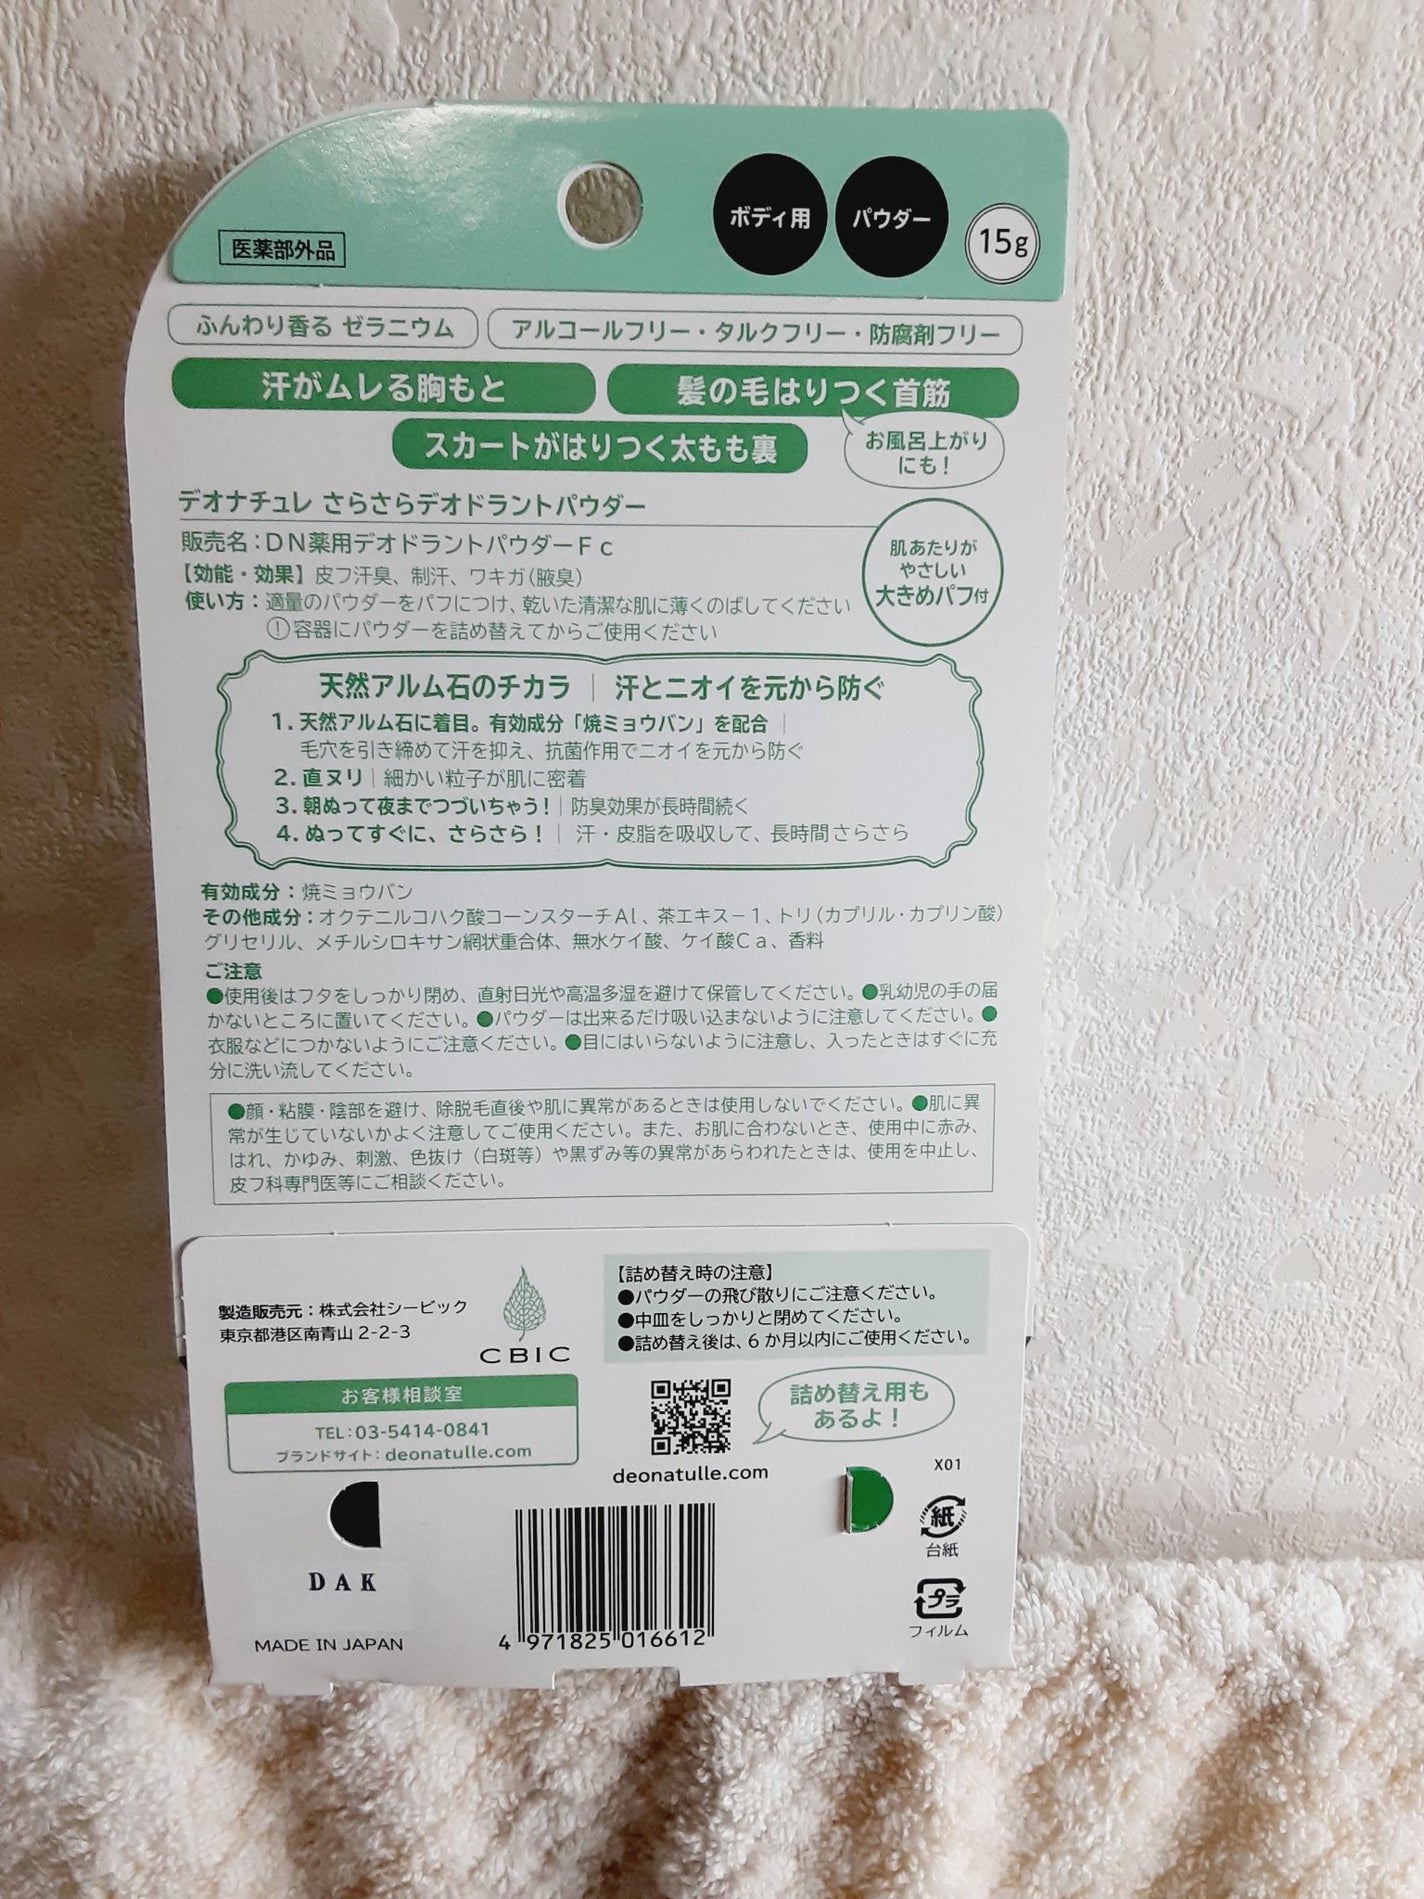 医薬部外品
ボディ用
パウダー
15g
ふんわり香る ゼラニウム
アルコールフリー・タルクフリー・防腐剤フリー
汗がムレる胸もと
髪の毛はりつく首筋
スカートがはりつく太もも裏
お風呂上がり
にも!
デオナチュレ さらさらデオドラントパウダー
販売名:DN薬用デオドラントパウダーFc
【効能・効果】皮フ汗臭、制汗、ワキガ(腋臭)
使い方:適量のパウダーをパフにつけ、乾いた清潔な肌に薄くのばしてください
!容器にパウダーを詰め替えてからご使用ください
肌あたりが
やさしい
大きめパフ付
天然アルム石のチカラ | 汗とニオイを元から防ぐ
1. 天然アルム石に着目。有効成分「焼ミョウバン」を配合 |
毛穴を引き締めて汗を抑え、抗菌作用でニオイを元から防ぐ
2. 直ヌリ | 細かい粒子が肌に密着
3. 朝ぬって夜までつづいちゃう! | 防臭効果が長時間続く
4. ぬってすぐに、さらさら! | 汗・皮脂を吸収して、長時間さらさら
有効成分:焼ミョウバン
その他成分:オクテニルコハク酸コーンスターチAl、茶エキス-1、トリ(カプリル・カプリン酸)
グリセリル、メチルシロキサン網状重合体、無水ケイ酸、ケイ酸Ca、香料
ご注意
●使用後はフタをしっかり閉め、直射日光や高温多湿を避けて保管してください。●乳幼児の手の届
かないところに置いてください。●パウダーは出来るだけ吸い込まないように注意してください。●
衣服などにつかないようにご注意ください。●目にはいらないように注意し、入ったときはすぐに充
分に洗い流してください。
●顔・粘膜・陰部を避け、除脱毛直後や肌に異常があるときは使用しないでください。●肌に異
常が生じていないかよく注意してご使用ください。また、お肌に合わないとき、使用中に赤み、
はれ、かゆみ、刺激、色抜け(白斑等)や黒ずみ等の異常があらわれたときは、使用を中止し、
皮フ科専門医等にご相談ください。
製造販売元:株式会社シービック
東京都港区南青山 2-2-3
CBIC
【詰め替え時の注意】
●パウダーの飛び散りにご注意ください。
●中皿をしっかりと閉めてください。
●詰め替え後は、6か月以内にご使用ください。
お客様相談室
TEL:03-5414-0841
ブランドサイト:deonatulle.com
詰め替え用も
あるよ!
deonatulle.com
X01
紙
台紙
プラ
フィルム
DAK
MADE IN JAPAN
4 971825 016612